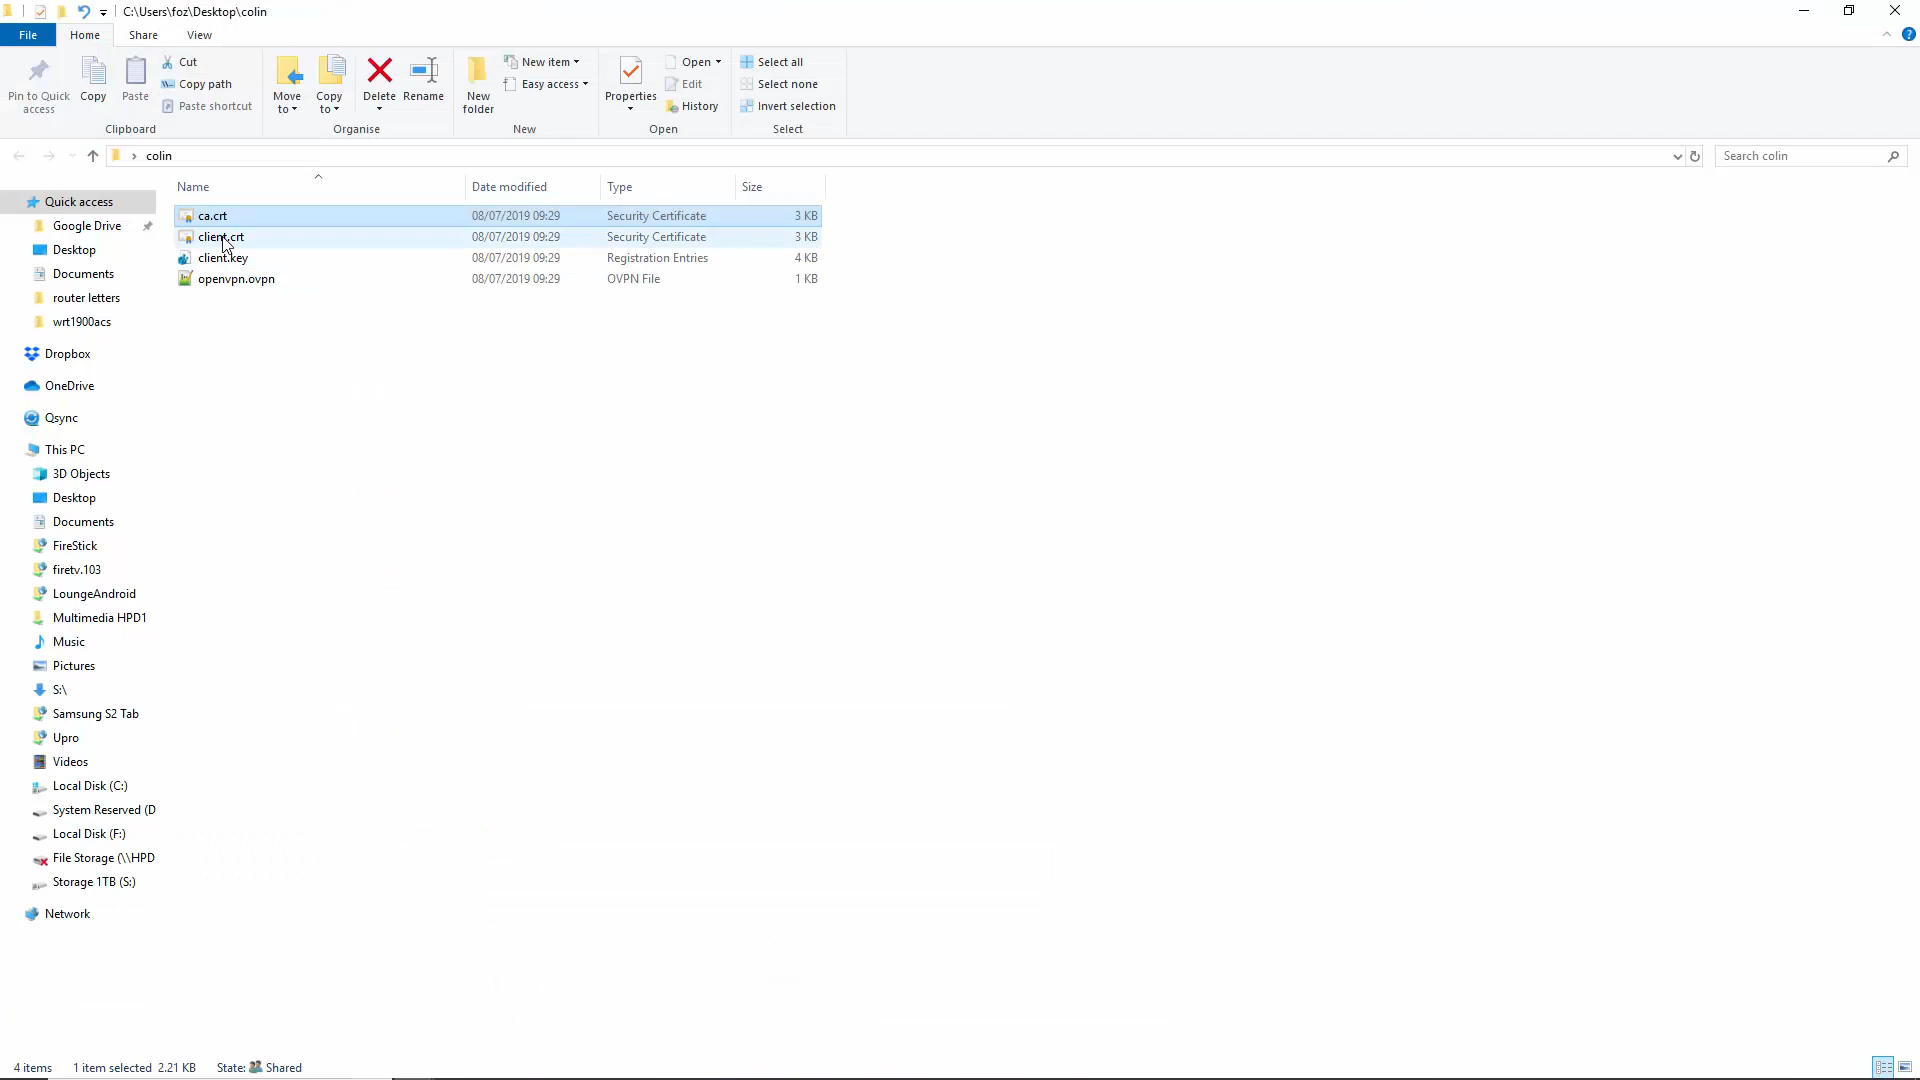 C:\Users\foz\Desktop\colin
File Home Share View
Pin to Quick access
Copy
Paste
Cut
Copy path
Paste shortcut
Clipboard
Move to
Copy to
Delete
Rename
Organise
New folder
New item
Easy access
New
Properties
Open
Edit
History
Open
Select all
Select none
Invert selection
Select
colin
Search colin
Name Date modified Type Size
ca.crt 08/07/2019 09:29 Security Certificate 3 KB
client.crt 08/07/2019 09:29 Security Certificate 3 KB
client.key 08/07/2019 09:29 Registration Entries 4 KB
openvpn.ovpn 08/07/2019 09:29 OVPN File 1 KB
Quick access
Google Drive
Desktop
Documents
router letters
wrt1900acs
Dropbox
OneDrive
Qsync
This PC
3D Objects
Desktop
Documents
FireStick
firetv.103
LoungeAndroid
Multimedia HPD1
Music
Pictures
S:\
Samsung S2 Tab
Upro
Videos
Local Disk (C:)
System Reserved (D
Local Disk (F:)
File Storage (\\HPD
Storage 1TB (S:)
Network
4 items 1 item selected 2.21 KB State: Shared